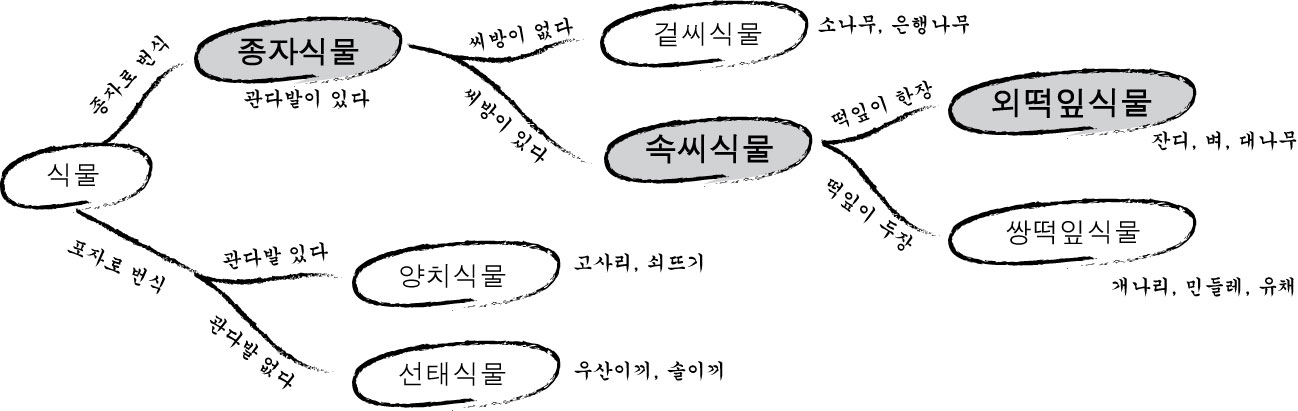 식물
종자로 번식
종자식물
관다발이 있다
씨방이 없다
겉씨식물
소나무, 은행나무
씨방이 있다
속씨식물
떡잎이 한장
외떡잎식물
잔디, 벼, 대나무
떡잎이 두장
쌍떡잎식물
개나리, 민들레, 유채
포자로 번식
관다발 있다
양치식물
고사리, 쇠뜨기
관다발 없다
선태식물
우산이끼, 솔이끼